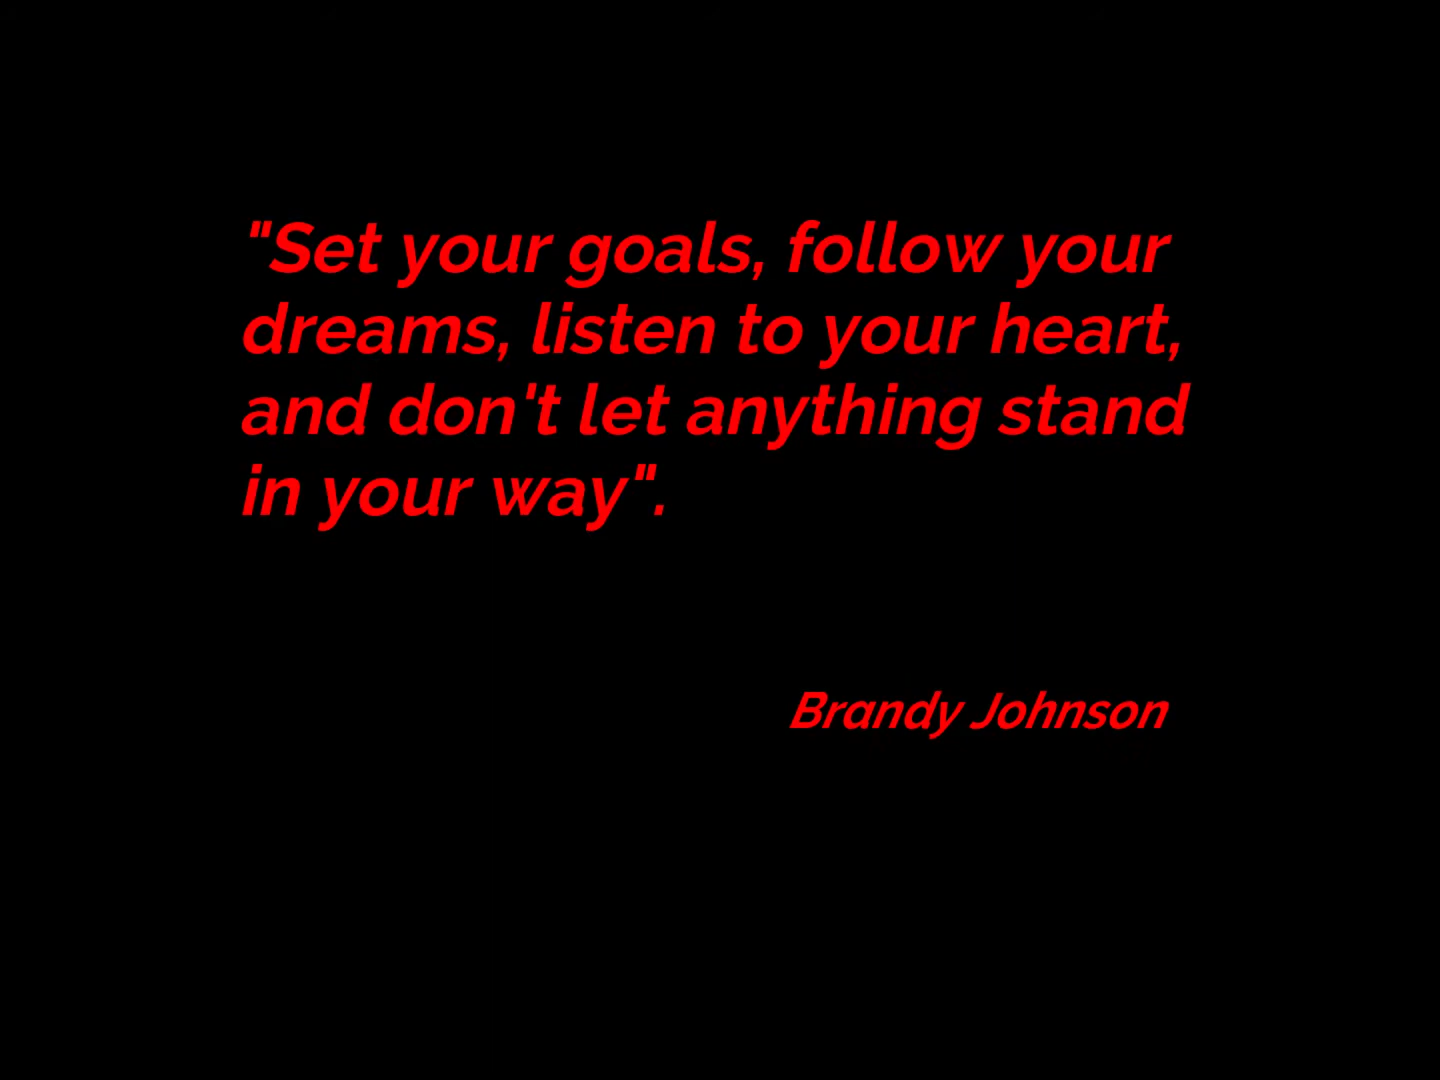 "Set your goals, follow your
dreams, listen to your heart,
and don't let anything stand
in your way".
Brandy Johnson